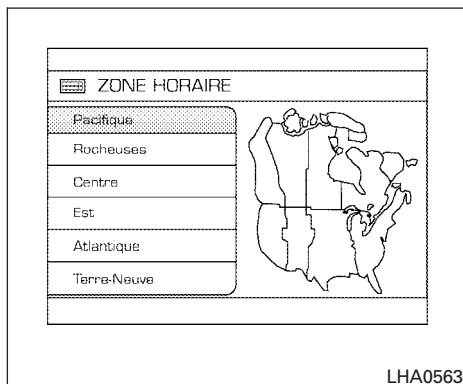 ZONE HORAIRE
Pacifique
Rocheuses
Centre
Est
Atlantique
Terre-Neuve
LHA0563